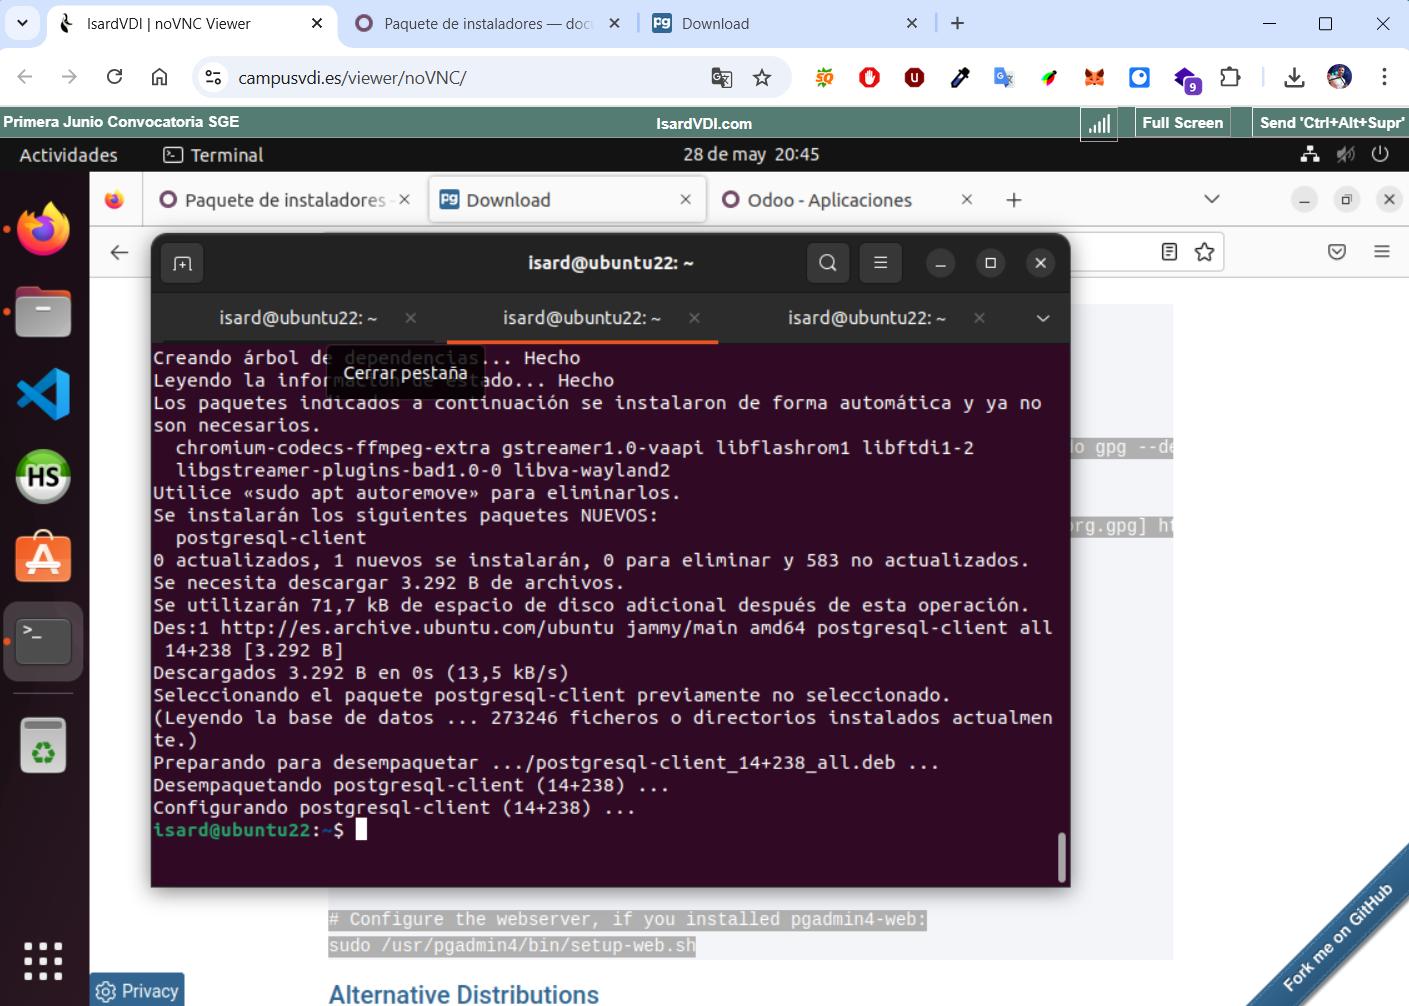 IsardVDI | noVNC Viewer
Paquete de instaladores — doc
Download
campusvdi.es/viewer/noVNC/
9
Primera Junio Convocatoria SGE
IsardVDI.com
Full Screen
Send 'Ctrl+Alt+Supr'
Actividades
Terminal
28 de may 20:45
Paquete de instaladores
Download
Odoo - Aplicaciones
isard@ubuntu22: ~
isard@ubuntu22: ~
isard@ubuntu22: ~
isard@ubuntu22: ~
Creando árbol de dependencias... Hecho
Cerrar pestaña
Leyendo la información de estado... Hecho
Los paquetes indicados a continuación se instalaron de forma automática y ya no
son necesarios.
chromium-codecs-ffmpeg-extra gstreamer1.0-vaapi libflashrom1 libftdi1-2
libgstreamer-plugins-bad1.0-0 libva-wayland2
Utilice «sudo apt autoremove» para eliminarlos.
Se instalarán los siguientes paquetes NUEVOS:
postgresql-client
0 actualizados, 1 nuevos se instalarán, 0 para eliminar y 583 no actualizados.
Se necesita descargar 3.292 B de archivos.
Se utilizarán 71,7 kB de espacio de disco adicional después de esta operación.
Des:1 http://es.archive.ubuntu.com/ubuntu jammy/main amd64 postgresql-client all
14+238 [3.292 B]
Descargados 3.292 B en 0s (13,5 kB/s)
Seleccionando el paquete postgresql-client previamente no seleccionado.
(Leyendo la base de datos ... 273246 ficheros o directorios instalados actualmen
te.)
Preparando para desempaquetar .../postgresql-client_14+238_all.deb ...
Desempaquetando postgresql-client (14+238) ...
Configurando postgresql-client (14+238) ...
isard@ubuntu22:~$
do gpg --de
org.gpg] ht
# Configure the webserver, if you installed pgadmin4-web:
sudo /usr/pgadmin4/bin/setup-web.sh
Alternative Distributions
Privacy
Fork me on GitHub
HS